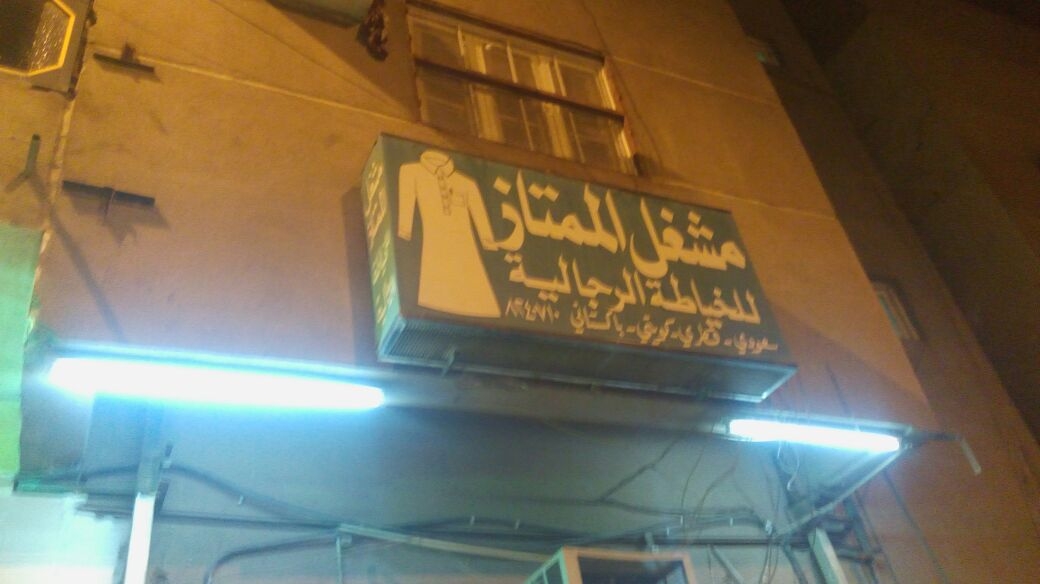 مشغل الممتاز
للخياطة الرجالية
سعودي - قطري - كويتي - باكستاني